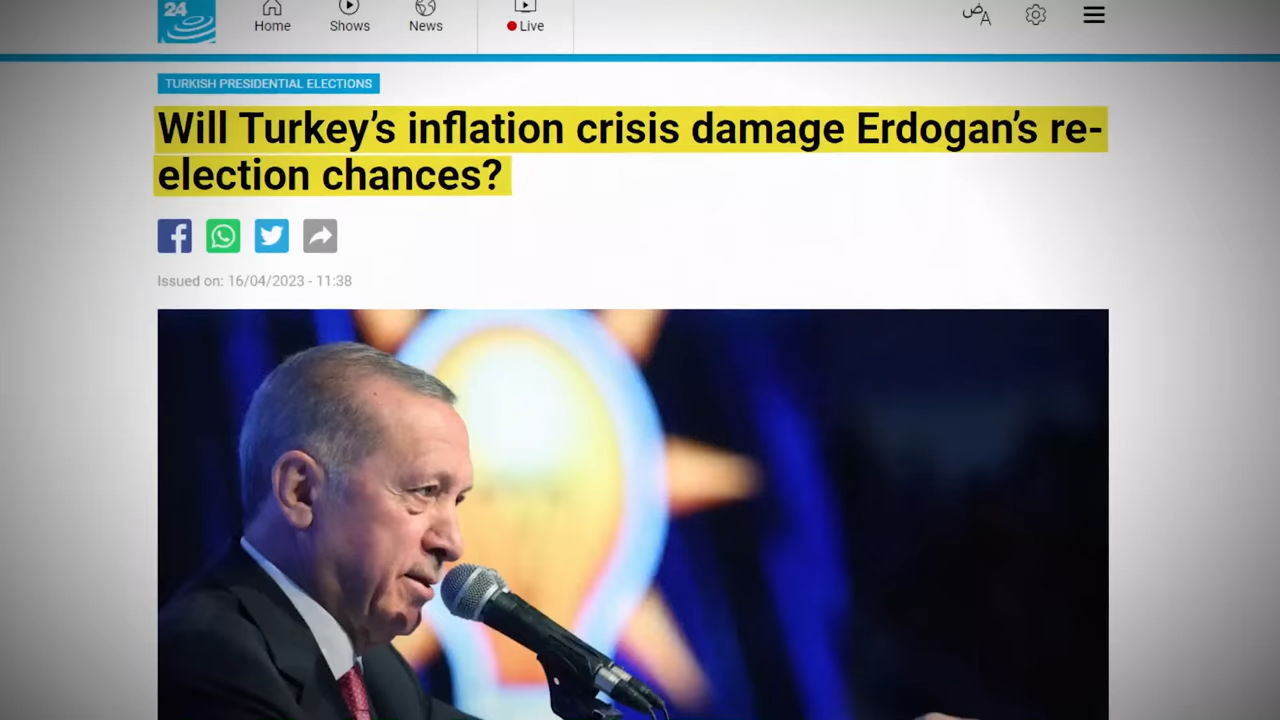 24
Home
Shows
News
Live
TURKISH PRESIDENTIAL ELECTIONS
Will Turkey’s inflation crisis damage Erdogan’s re-
election chances?
Issued on: 16/04/2023 - 11:38